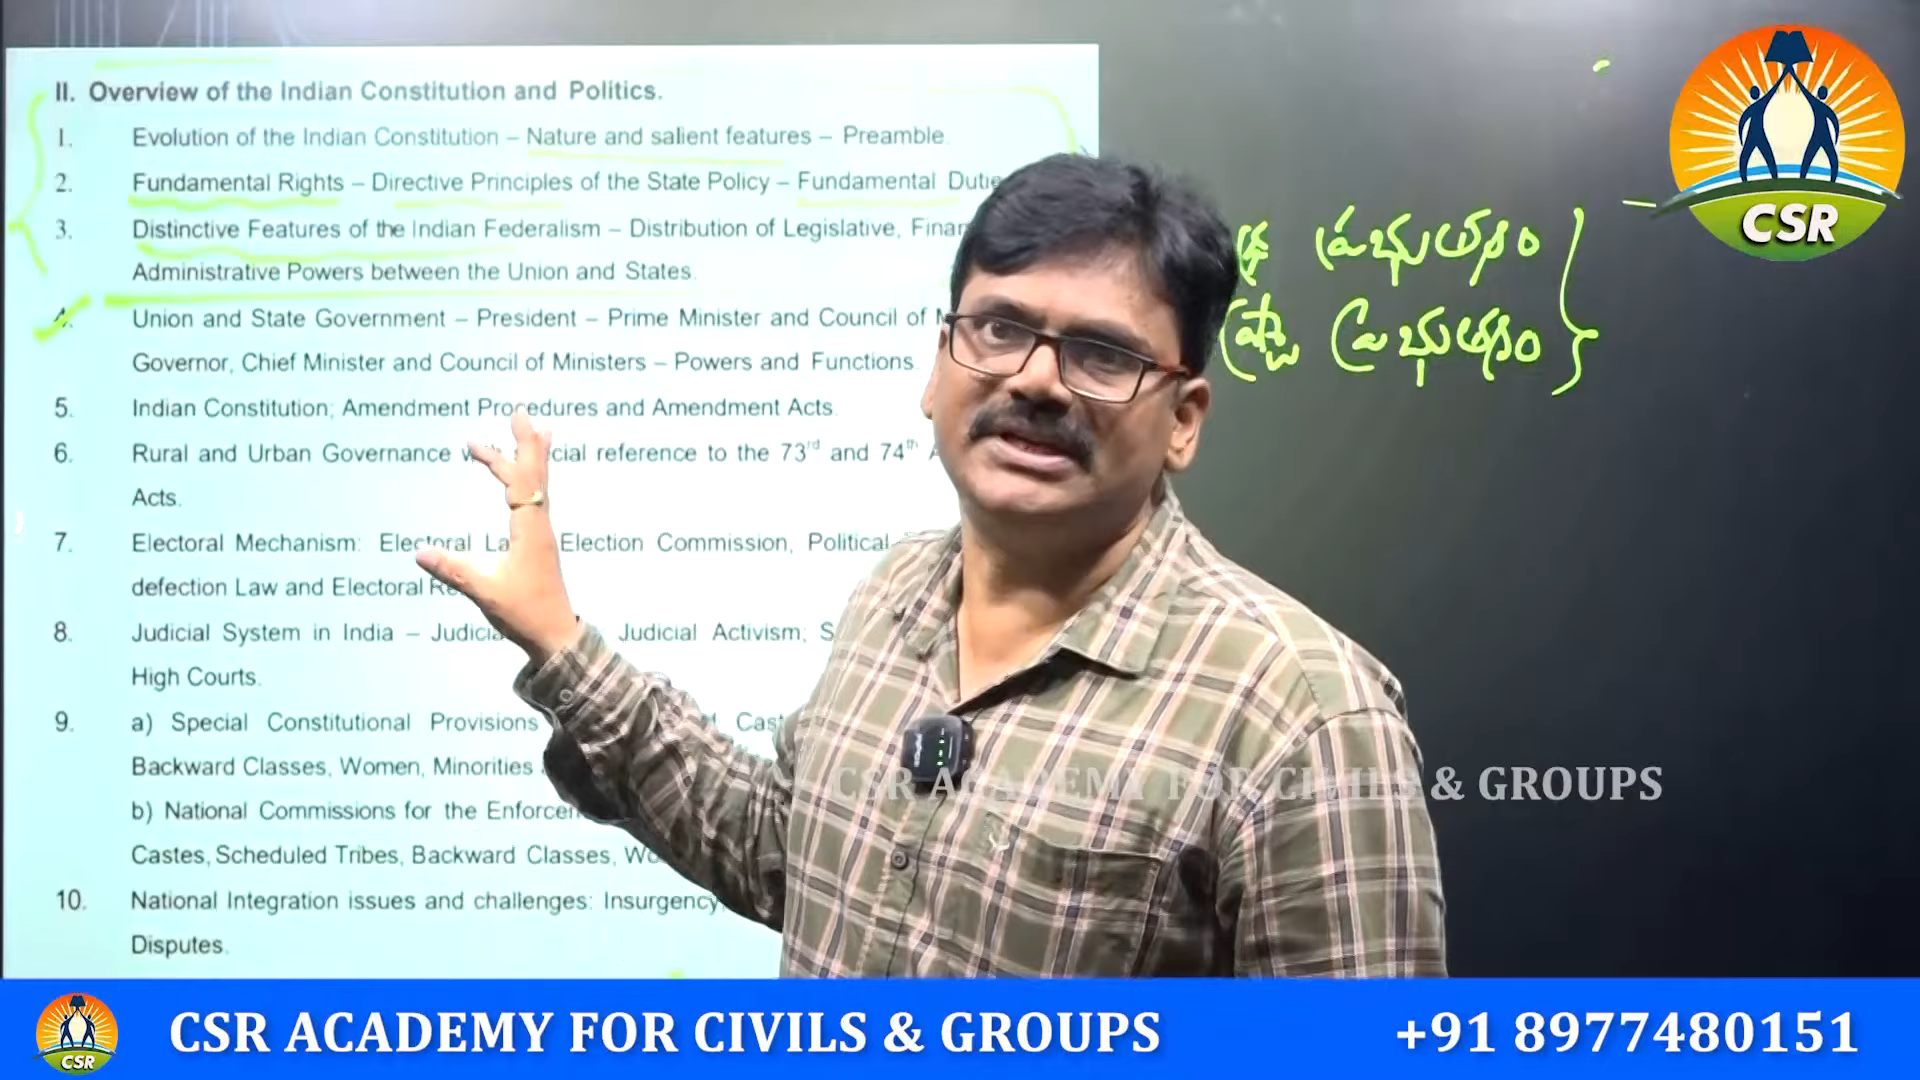 II. Overview of the Indian Constitution and Politics.
1. Evolution of the Indian Constitution – Nature and salient features – Preamble.
2. Fundamental Rights – Directive Principles of the State Policy – Fundamental
3. Distinctive Features of the Indian Federalism – Distribution of Legislative,
Administrative Powers between the Union and States.
4. Union and State Government – President – Prime Minister and Council of
Governor, Chief Minister and Council of Ministers – Powers and Functions.
5. Indian Constitution; Amendment Procedures and Amendment Acts.
6. Rural and Urban Governance reference to the 73rd and 74th
Acts.
7. Electoral Mechanism: Electoral Election Commission, Political
defection Law and Electoral
8. Judicial System in India – Judicial Activism;
High Courts.
9. a) Special Constitutional Provisions
Backward Classes, Women, Minorities
b) National Commissions for the
Castes, Scheduled Tribes, Backward Classes,
10. National Integration issues and challenges: Insurgency
Disputes.
ప్రభుత్వం
ప్రభుత్వం
CSR
CSR ACADEMY FOR CIVILS & GROUPS
CSR
CSR ACADEMY FOR CIVILS & GROUPS
+91 8977480151